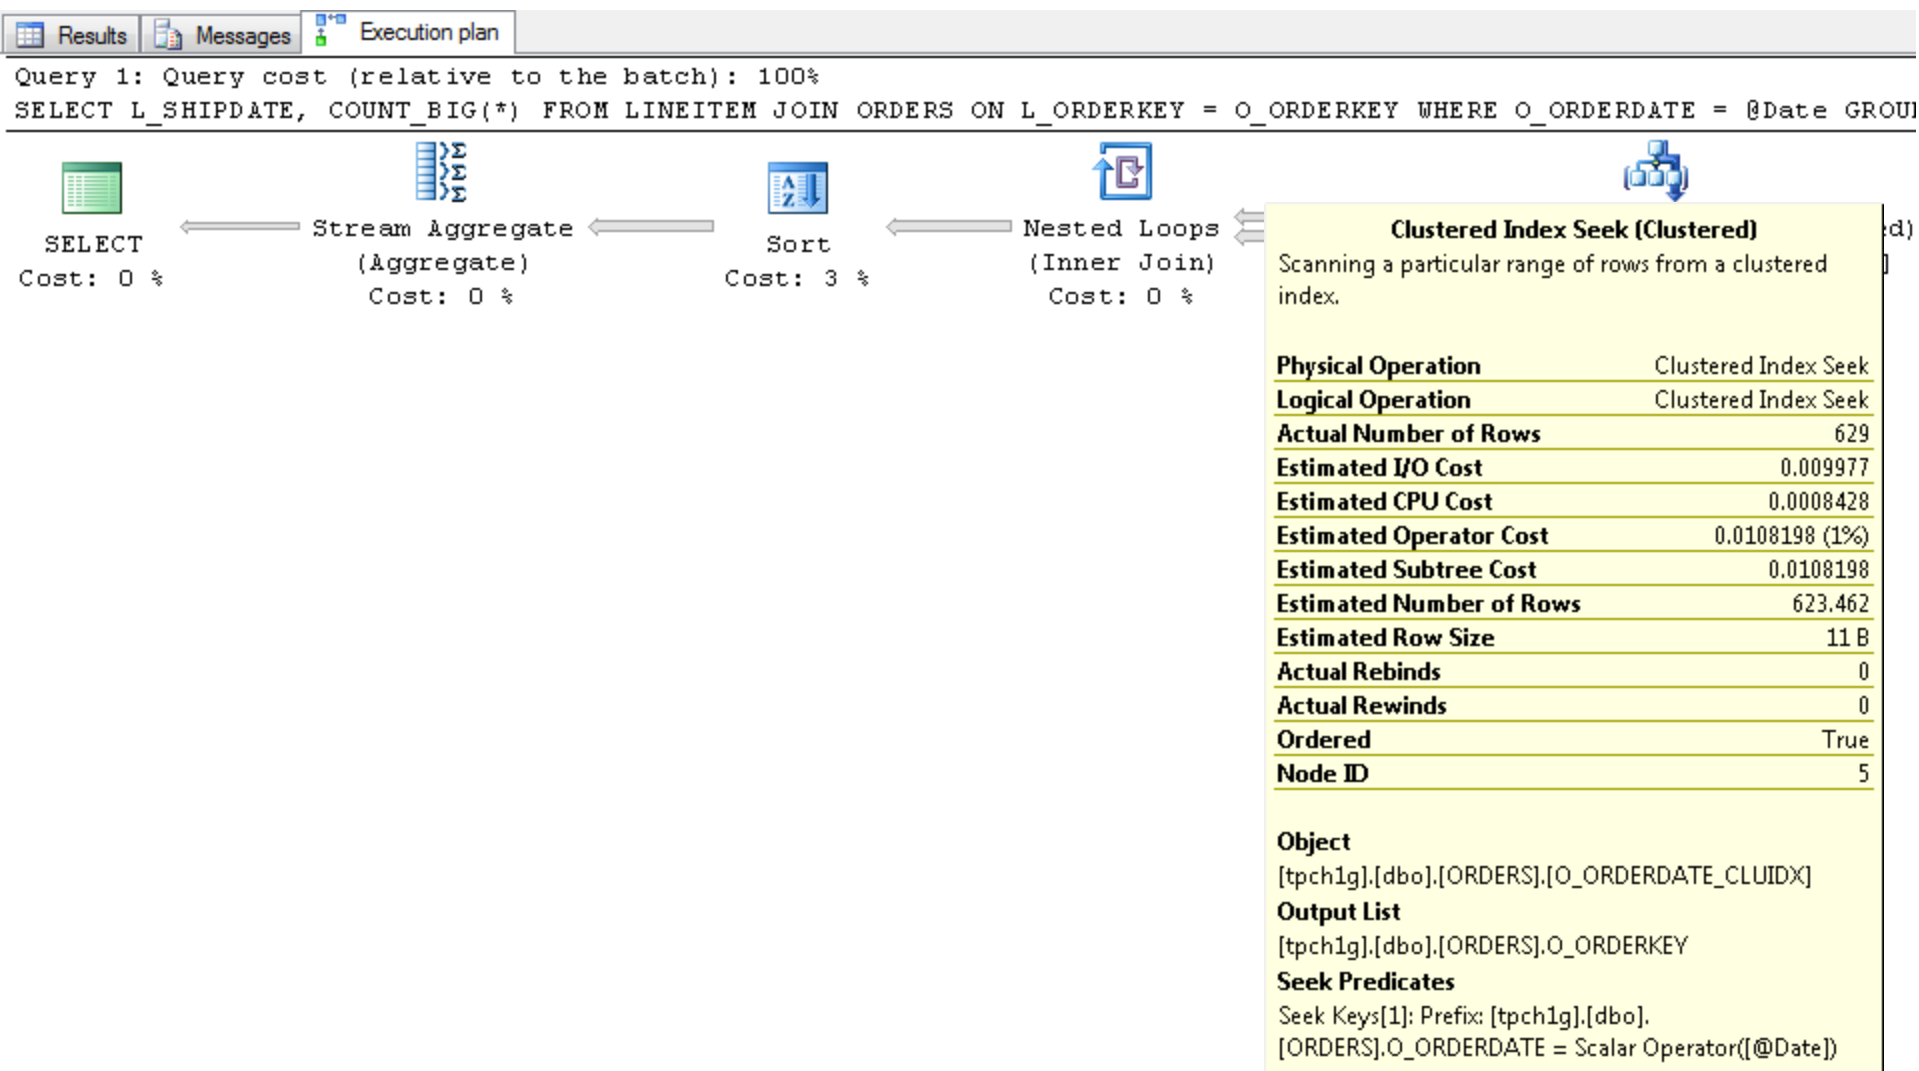 Results Messages Execution plan
Query 1: Query cost (relative to the batch): 100%
SELECT L_SHIPDATE, COUNT_BIG(*) FROM LINEITEM JOIN ORDERS ON L_ORDERKEY = O_ORDERKEY WHERE O_ORDERDATE = @Date GROU
SELECT
Cost: 0 %
Stream Aggregate
(Aggregate)
Cost: 0 %
Sort
Cost: 3 %
Nested Loops
(Inner Join)
Cost: 0 %
Clustered Index Seek (Clustered)
Scanning a particular range of rows from a clustered
index.
Physical Operation Clustered Index Seek
Logical Operation Clustered Index Seek
Actual Number of Rows 629
Estimated I/O Cost 0.009977
Estimated CPU Cost 0.0008428
Estimated Operator Cost 0.0108198 (1%)
Estimated Subtree Cost 0.0108198
Estimated Number of Rows 623.462
Estimated Row Size 11 B
Actual Rebinds 0
Actual Rewinds 0
Ordered True
Node ID 5
Object
[tpch1g].[dbo].[ORDERS].[O_ORDERDATE_CLUIDX]
Output List
[tpch1g].[dbo].[ORDERS].O_ORDERKEY
Seek Predicates
Seek Keys[1]: Prefix: [tpch1g].[dbo].
[ORDERS].O_ORDERDATE = Scalar Operator([@Date])